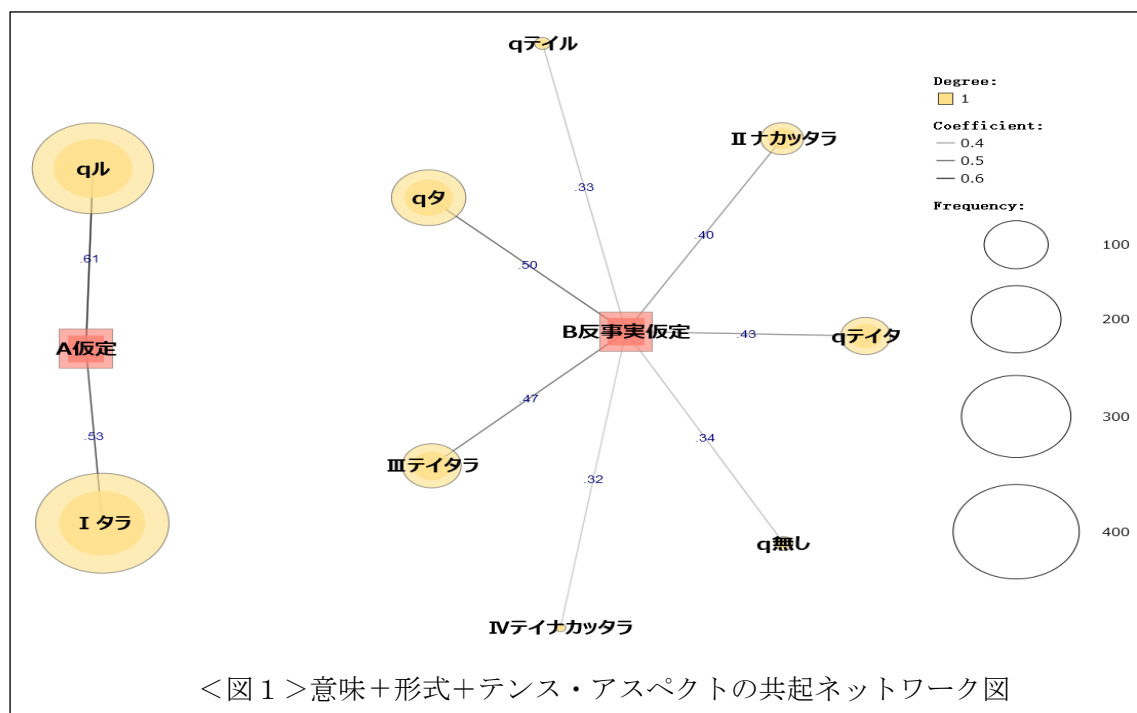 qテイル
Ⅱナカッタラ
qル
qタ
.33
.40
.61
.50
A仮定
B反事実仮定
.43
qテイタ
.53
.47
.34
Ⅲテイタラ
.32
Ⅰタラ
q無し
Ⅳテイナカッタラ
Degree:
1
Coefficient:
0.4
0.5
0.6
Frequency:
100
200
300
400
＜図１＞意味＋形式＋テンス・アスペクトの共起ネットワーク図